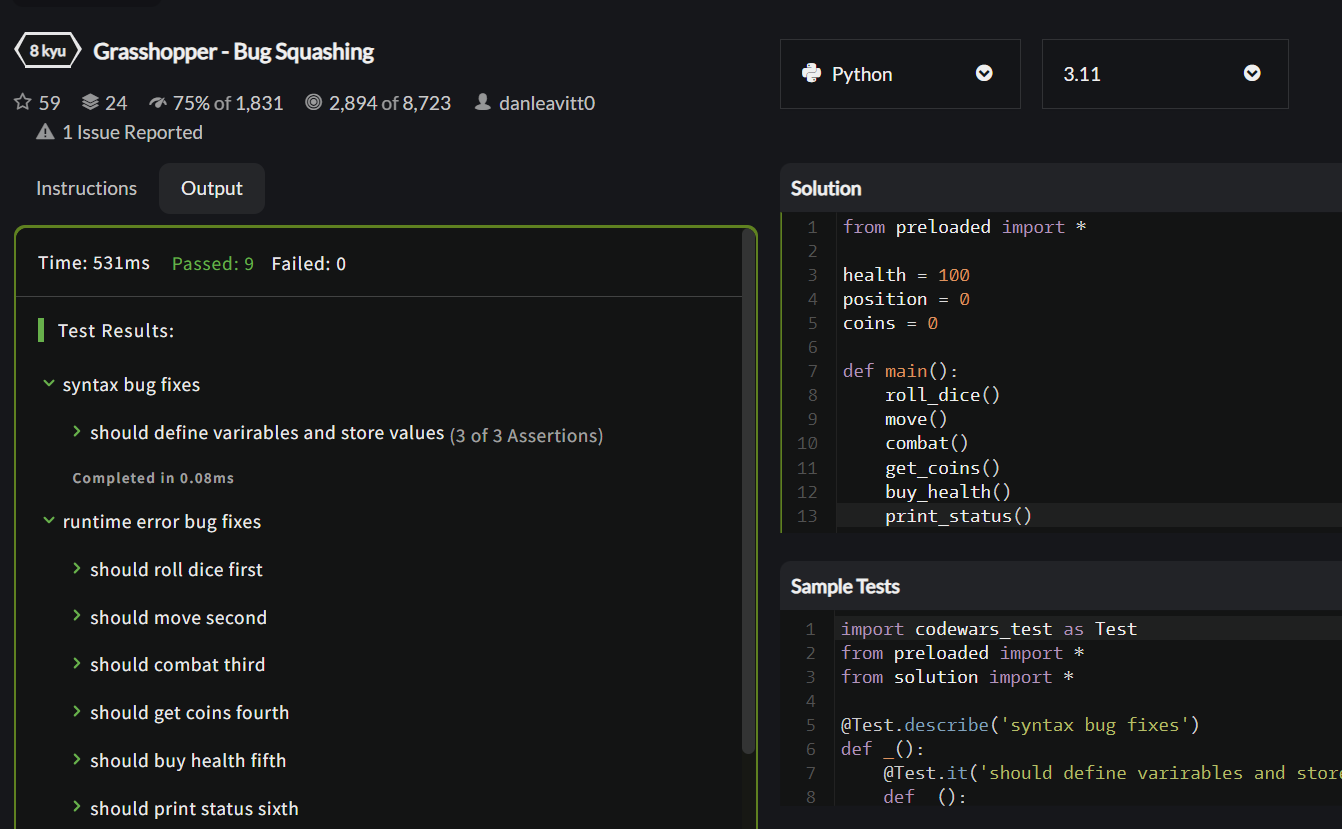 8 kyu Grasshopper - Bug Squashing
59 24 75% of 1,831 2,894 of 8,723 danleavitt0
1 Issue Reported
Instructions Output
Time: 531ms Passed: 9 Failed: 0
Test Results:
syntax bug fixes
should define varirables and store values (3 of 3 Assertions)
Completed in 0.08ms
runtime error bug fixes
should roll dice first
should move second
should combat third
should get coins fourth
should buy health fifth
should print status sixth
Python 3.11
Solution
1 from preloaded import *
2
3 health = 100
4 position = 0
5 coins = 0
6
7 def main():
8     roll_dice()
9     move()
10     combat()
11     get_coins()
12     buy_health()
13     print_status()
Sample Tests
1 import codewars_test as Test
2 from preloaded import *
3 from solution import *
4
5 @Test.describe('syntax bug fixes')
6 def _():
7     @Test.it('should define varirables and store
8     def _():